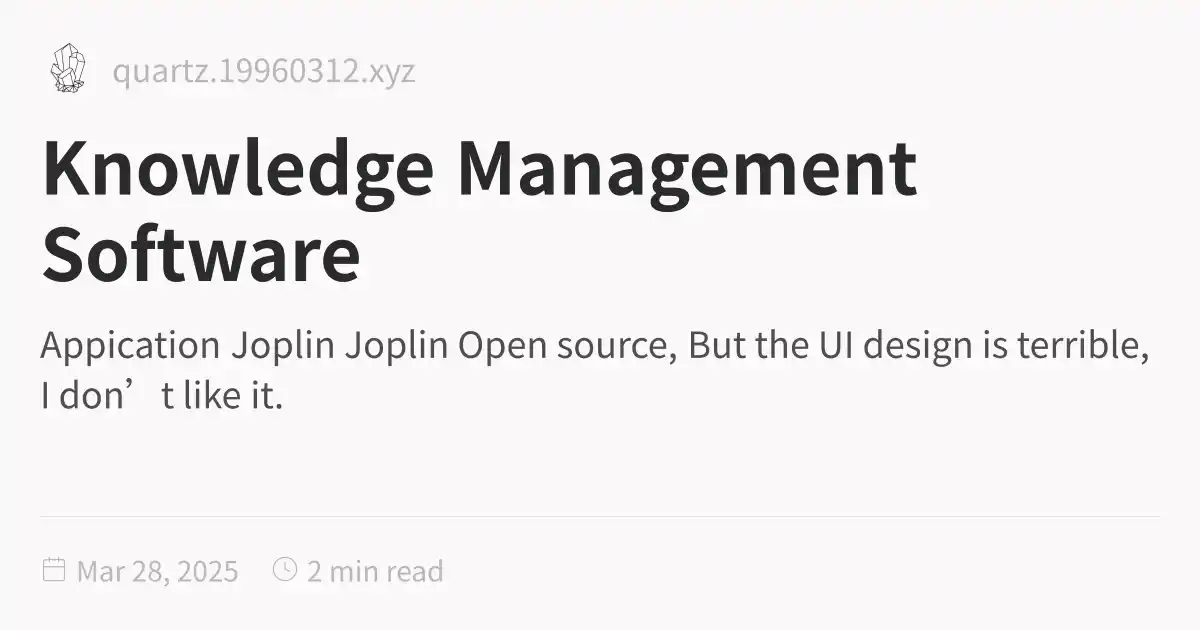 quartz.19960312.xyz
Knowledge Management
Software
Appication Joplin Joplin Open source, But the UI design is terrible,
I don’t like it.
Mar 28, 2025 2 min read